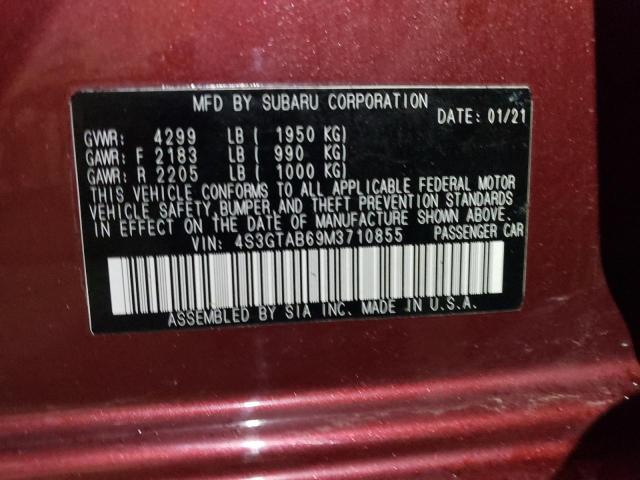 MFD BY SUBARU CORPORATION
DATE: 01/21
GVWR: 4299 LB ( 1950 KG)
GAWR: F 2183 LB ( 990 KG)
GAWR: R 2205 LB ( 1000 KG)
THIS VEHICLE CONFORMS TO ALL APPLICABLE FEDERAL MOTOR
VEHICLE SAFETY, BUMPER, AND THEFT PREVENTION STANDARDS
IN EFFECT ON THE DATE OF MANUFACTURE SHOWN ABOVE.
VIN: 4S3GTAB69M3710855 PASSENGER CAR
ASSEMBLED BY SIA INC. MADE IN U.S.A.